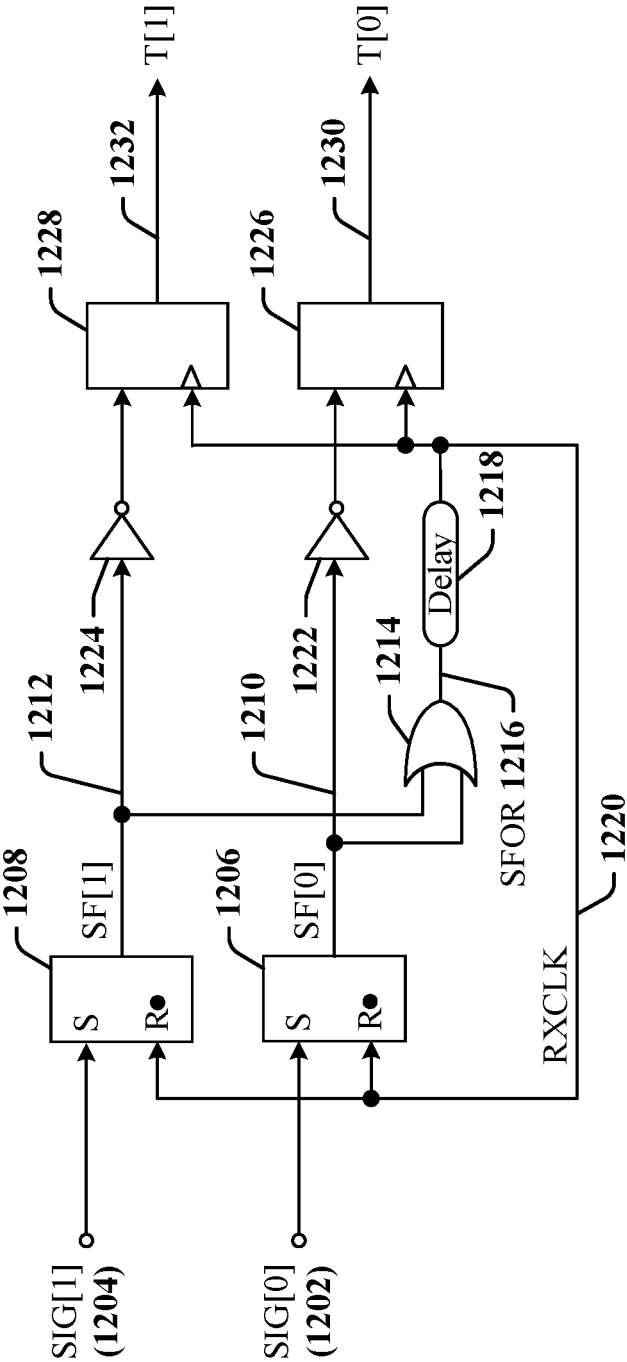 SIG[1]
(1204)
1208
S
R
SF[1]
1212
1224
1228
1232
T[1]
SIG[0]
(1202)
1206
S
R
SF[0]
1210
1222
1226
1230
T[0]
1214
SFOR 1216
Delay
1218
RXCLK
1220